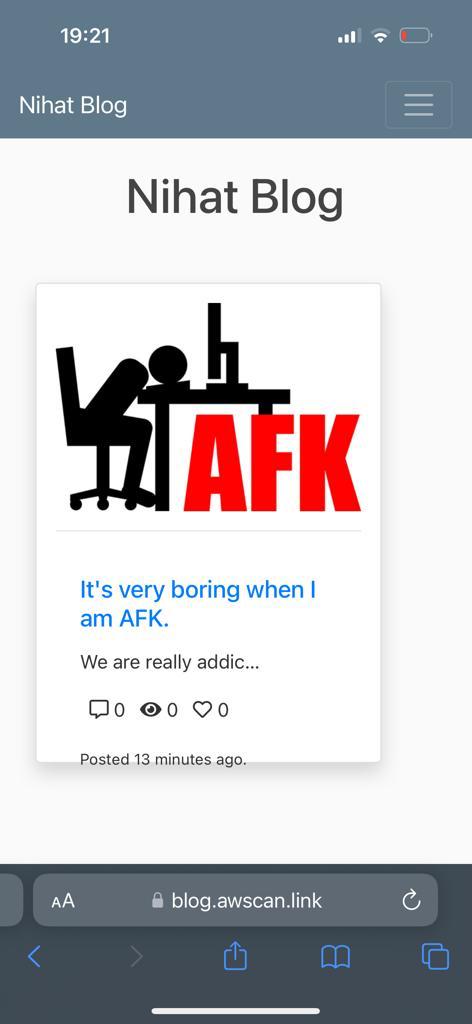 19:21
Nihat Blog
Nihat Blog
AFK
It's very boring when I
am AFK.
We are really addic...
0 0 0
Posted 13 minutes ago.
AA blog.awscan.link